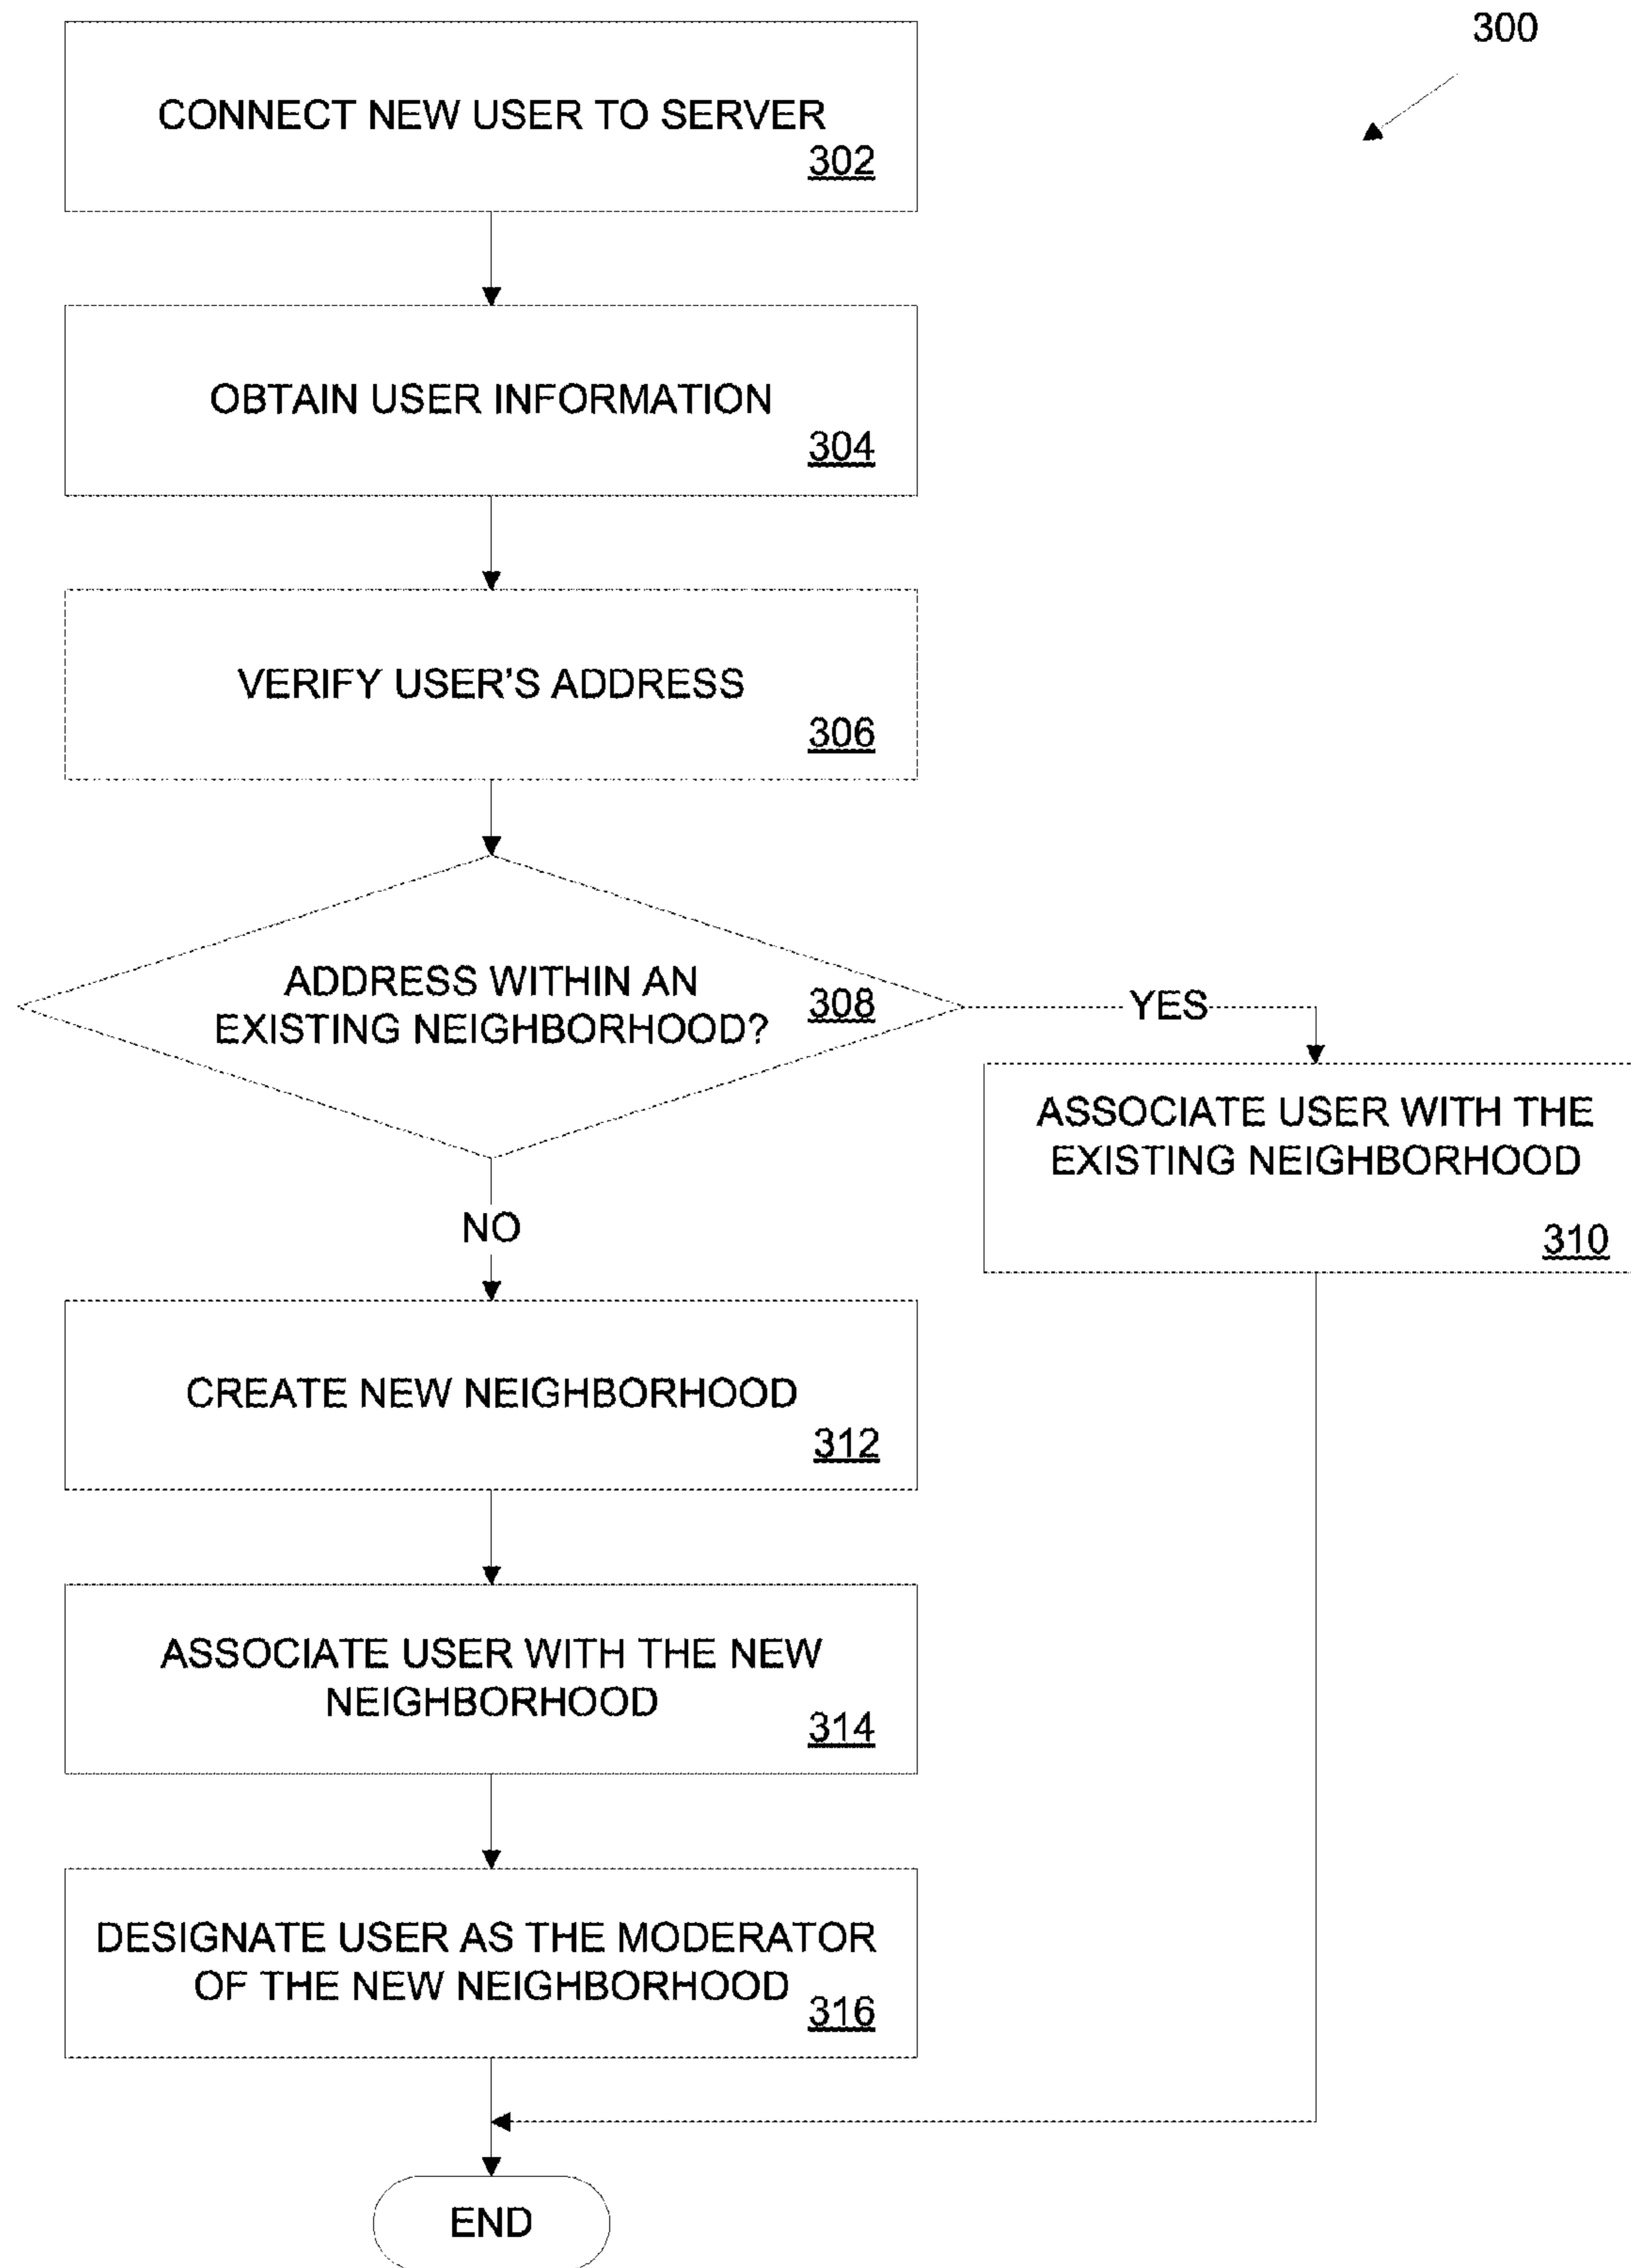 300
CONNECT NEW USER TO SERVER
302
OBTAIN USER INFORMATION
304
VERIFY USER'S ADDRESS
306
ADDRESS WITHIN AN
EXISTING NEIGHBORHOOD?
308
YES
ASSOCIATE USER WITH THE
EXISTING NEIGHBORHOOD
310
NO
CREATE NEW NEIGHBORHOOD
312
ASSOCIATE USER WITH THE NEW
NEIGHBORHOOD
314
DESIGNATE USER AS THE MODERATOR
OF THE NEW NEIGHBORHOOD
316
END